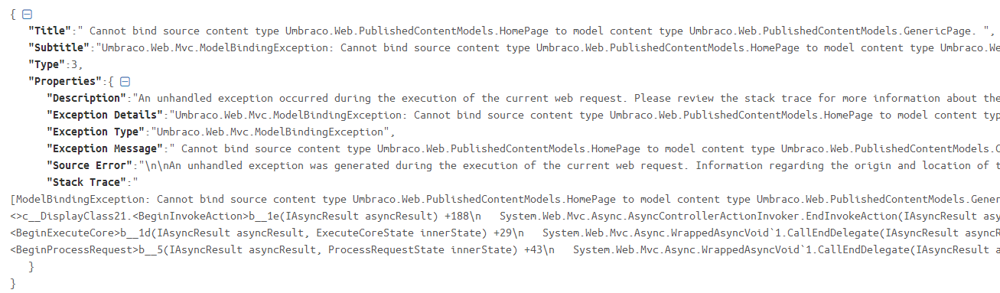 {
"Title":" Cannot bind source content type Umbraco.Web.PublishedContentModels.HomePage to model content type Umbraco.Web.PublishedContentModels.GenericPage. ",
"Subtitle":"Umbraco.Web.Mvc.ModelBindingException: Cannot bind source content type Umbraco.Web.PublishedContentModels.HomePage to model content type Umbraco.We
"Type":3,
"Properties":{
"Description":"An unhandled exception occurred during the execution of the current web request. Please review the stack trace for more information about the
"Exception Details":"Umbraco.Web.Mvc.ModelBindingException: Cannot bind source content type Umbraco.Web.PublishedContentModels.HomePage to model content typ
"Exception Type":"Umbraco.Web.Mvc.ModelBindingException",
"Exception Message":" Cannot bind source content type Umbraco.Web.PublishedContentModels.HomePage to model content type Umbraco.Web.PublishedContentModels.G
"Source Error":"\n\nAn unhandled exception was generated during the execution of the current web request. Information regarding the origin and location of t
"Stack Trace":"
[ModelBindingException: Cannot bind source content type Umbraco.Web.PublishedContentModels.HomePage to model content type Umbraco.Web.PublishedContentModels.Gener
<>c__DisplayClass21.<BeginInvokeAction>b__1e(IAsyncResult asyncResult) +188\n   System.Web.Mvc.Async.AsyncControllerActionInvoker.EndInvokeAction(IAsyncResult asy
<BeginExecuteCore>b__1d(IAsyncResult asyncResult, ExecuteCoreState innerState) +29\n   System.Web.Mvc.Async.WrappedAsyncVoid`1.CallEndDelegate(IAsyncResult asyncR
<BeginProcessRequest>b__5(IAsyncResult asyncResult, ProcessRequestState innerState) +43\n   System.Web.Mvc.Async.WrappedAsyncVoid`1.CallEndDelegate(IAsyncResult a
}
}